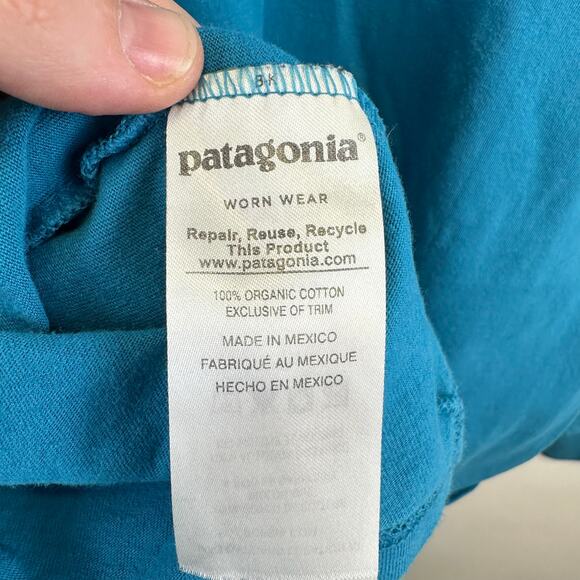 patagonia®
WORN WEAR
Repair, Reuse, Recycle
This Product
www.patagonia.com
100% ORGANIC COTTON
EXCLUSIVE OF TRIM
MADE IN MEXICO
FABRIQUÉ AU MEXIQUE
HECHO EN MEXICO